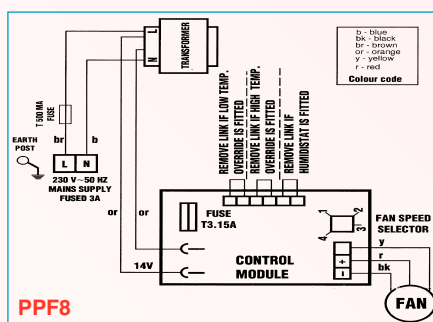 b - blue
bk - black
br - brown
or - orange
y - yellow
r - red
Colour code
L
N
TRANSFORMER
T 500 MA
FUSE
EARTH
POST
br
b
L N
230 V~50 HZ
MAINS SUPPLY
FUSED 3A
REMOVE LINK IF LOW TEMP.
OVERRIDE IS FITTED
REMOVE LINK IF HIGH TEMP.
OVERRIDE IS FITTED
REMOVE LINK IF
HUMIDISTAT IS FITTED
or
or
14V
FUSE
T3.15A
CONTROL
MODULE
1
2
3
4
FAN SPEED
SELECTOR
+
–
y
r
bk
FAN
PPF8